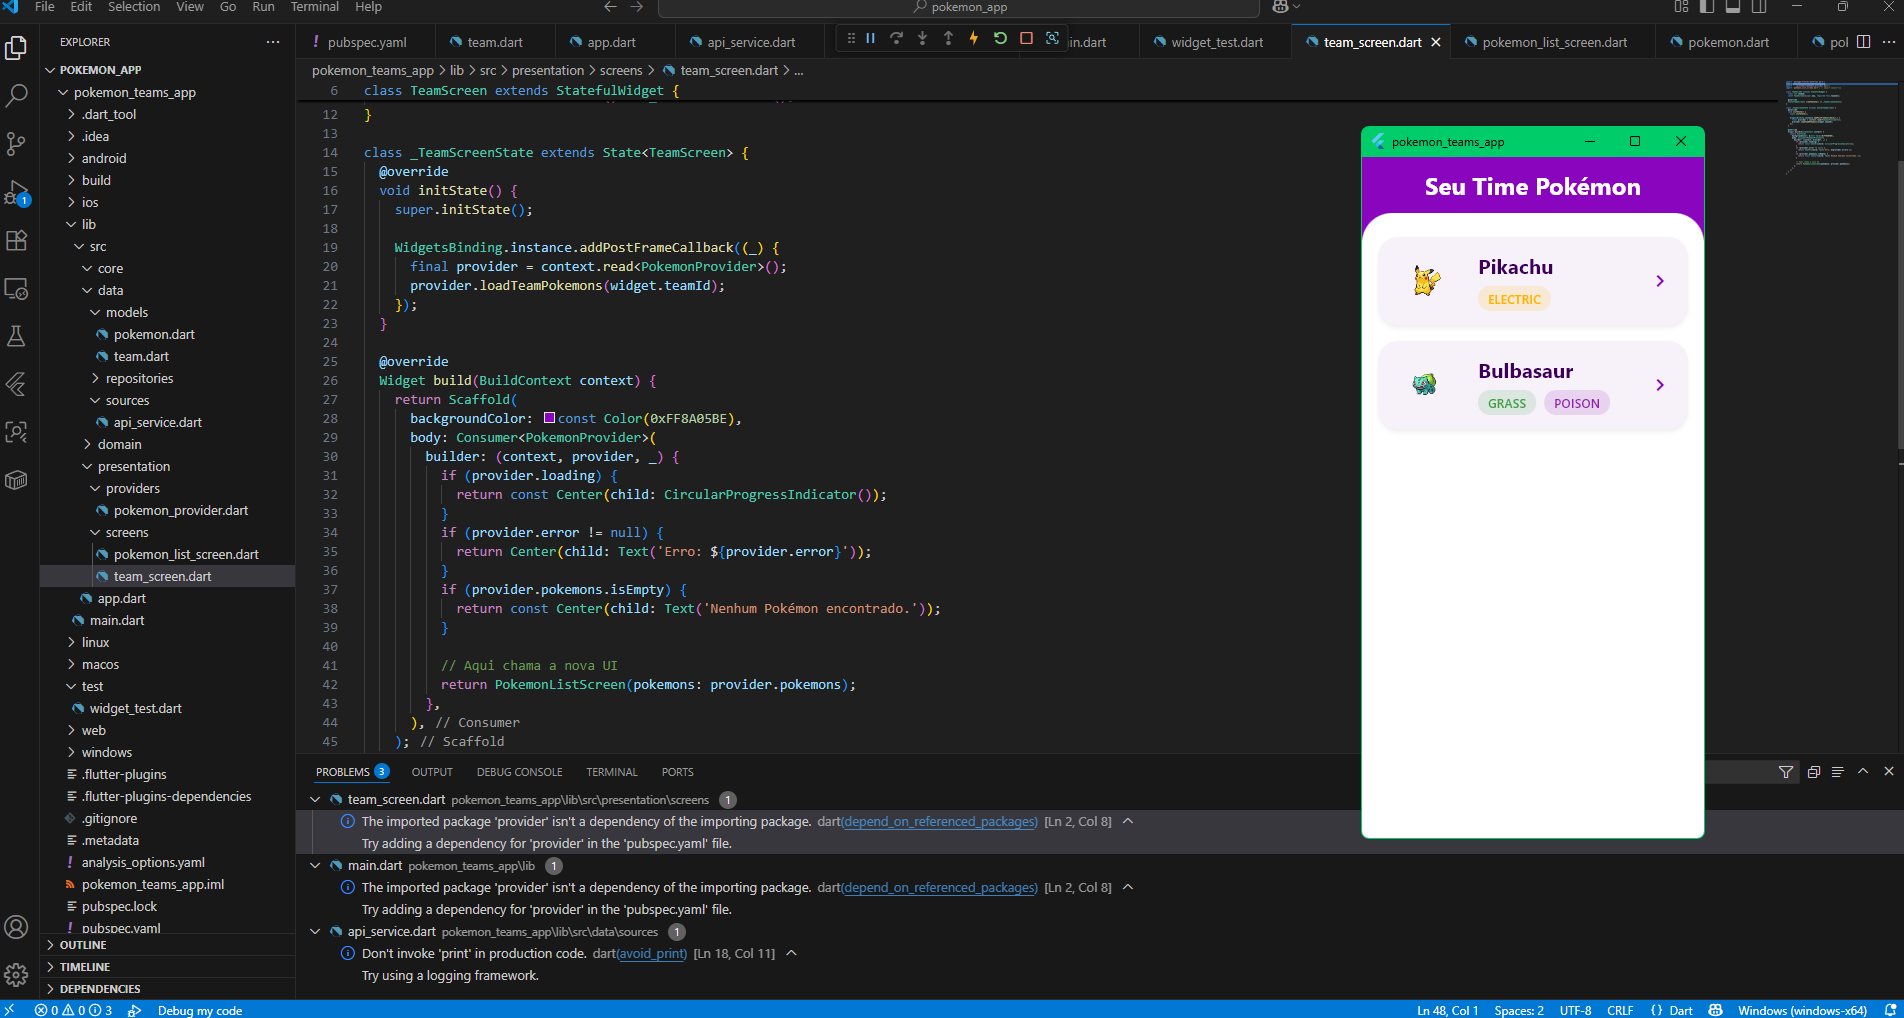 File Edit Selection View Go Run Terminal Help
pokemon_app
EXPLORER
POKEMON_APP
pokemon_teams_app
.dart_tool
.idea
android
build
ios
lib
src
core
data
models
pokemon.dart
team.dart
repositories
sources
api_service.dart
domain
presentation
providers
pokemon_provider.dart
screens
pokemon_list_screen.dart
team_screen.dart
app.dart
main.dart
linux
macos
test
widget_test.dart
web
windows
.flutter-plugins
.flutter-plugins-dependencies
.gitignore
.metadata
analysis_options.yaml
pokemon_teams_app.iml
pubspec.lock
pubspec.yaml
OUTLINE
TIMELINE
DEPENDENCIES
pubspec.yaml team.dart app.dart api_service.dart in.dart widget_test.dart team_screen.dart pokemon_list_screen.dart pokemon.dart pol
pokemon_teams_app > lib > src > presentation > screens > team_screen.dart > ...
6 class TeamScreen extends StatefulWidget {
12 }
13
14 class _TeamScreenState extends State<TeamScreen> {
15 @override
16 void initState() {
17 super.initState();
18
19 WidgetsBinding.instance.addPostFrameCallback((_) {
20 final provider = context.read<PokemonProvider>();
21 provider.loadTeamPokemons(widget.teamId);
22 });
23 }
24
25 @override
26 Widget build(BuildContext context) {
27 return Scaffold(
28 backgroundColor: const Color(0xFF8A05BE),
29 body: Consumer<PokemonProvider>(
30 builder: (context, provider, _) {
31 if (provider.loading) {
32 return const Center(child: CircularProgressIndicator());
33 }
34 if (provider.error != null) {
35 return Center(child: Text('Erro: ${provider.error}'));
36 }
37 if (provider.pokemons.isEmpty) {
38 return const Center(child: Text('Nenhum Pokémon encontrado.'));
39 }
40
41 // Aqui chama a nova UI
42 return PokemonListScreen(pokemons: provider.pokemons);
43 },
44 ), // Consumer
45 ); // Scaffold
pokemon_teams_app
Seu Time Pokémon
Pikachu
ELECTRIC
Bulbasaur
GRASS POISON
PROBLEMS 3 OUTPUT DEBUG CONSOLE TERMINAL PORTS
team_screen.dart pokemon_teams_app\lib\src\presentation\screens 1
The imported package 'provider' isn't a dependency of the importing package. dart(depend_on_referenced_packages) [Ln 2, Col 8]
Try adding a dependency for 'provider' in the 'pubspec.yaml' file.
main.dart pokemon_teams_app\lib 1
The imported package 'provider' isn't a dependency of the importing package. dart(depend_on_referenced_packages) [Ln 2, Col 8]
Try adding a dependency for 'provider' in the 'pubspec.yaml' file.
api_service.dart pokemon_teams_app\lib\src\data\sources 1
Don't invoke 'print' in production code. dart(avoid_print) [Ln 18, Col 11]
Try using a logging framework.
0 0 3 Debug my code Ln 48, Col 1 Spaces: 2 UTF-8 CRLF {} Dart Windows (windows-x64)